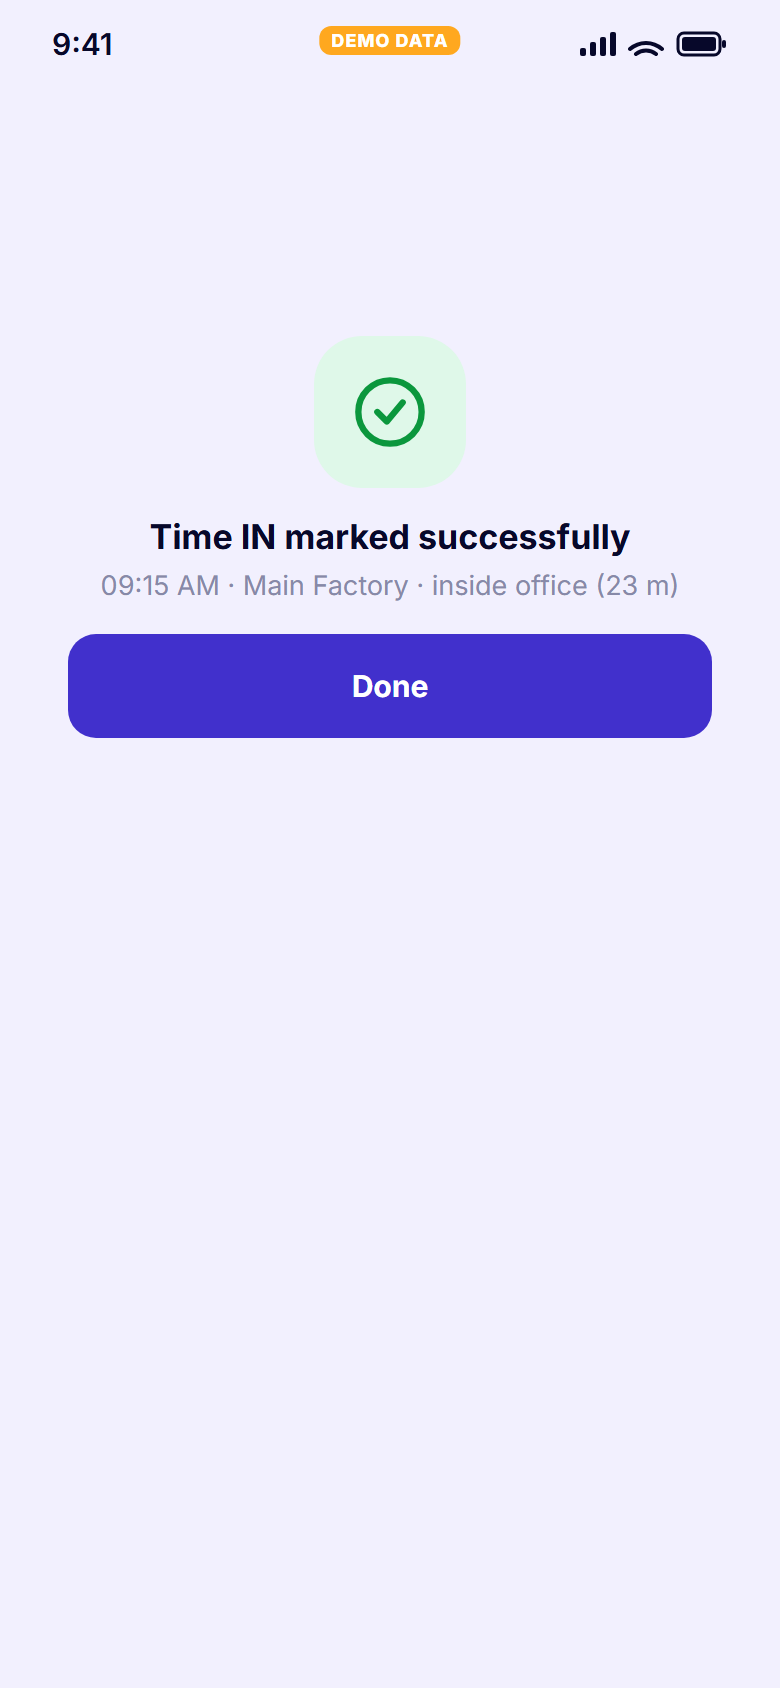 9:41
DEMO DATA
Time IN marked successfully
09:15 AM · Main Factory · inside office (23 m)
Done